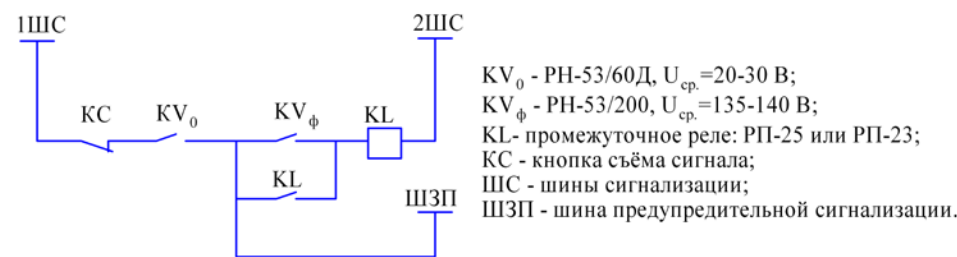 1ШС
2ШС
КС
KV₀
KVф
KL
KL
ШЗП
KV₀ - РН-53/60Д, Uср.=20-30 В;
KVф - РН-53/200, Uср.=135-140 В;
KL- промежуточное реле: РП-25 или РП-23;
КС - кнопка съёма сигнала;
ШС - шины сигнализации;
ШЗП - шина предупредительной сигнализации.